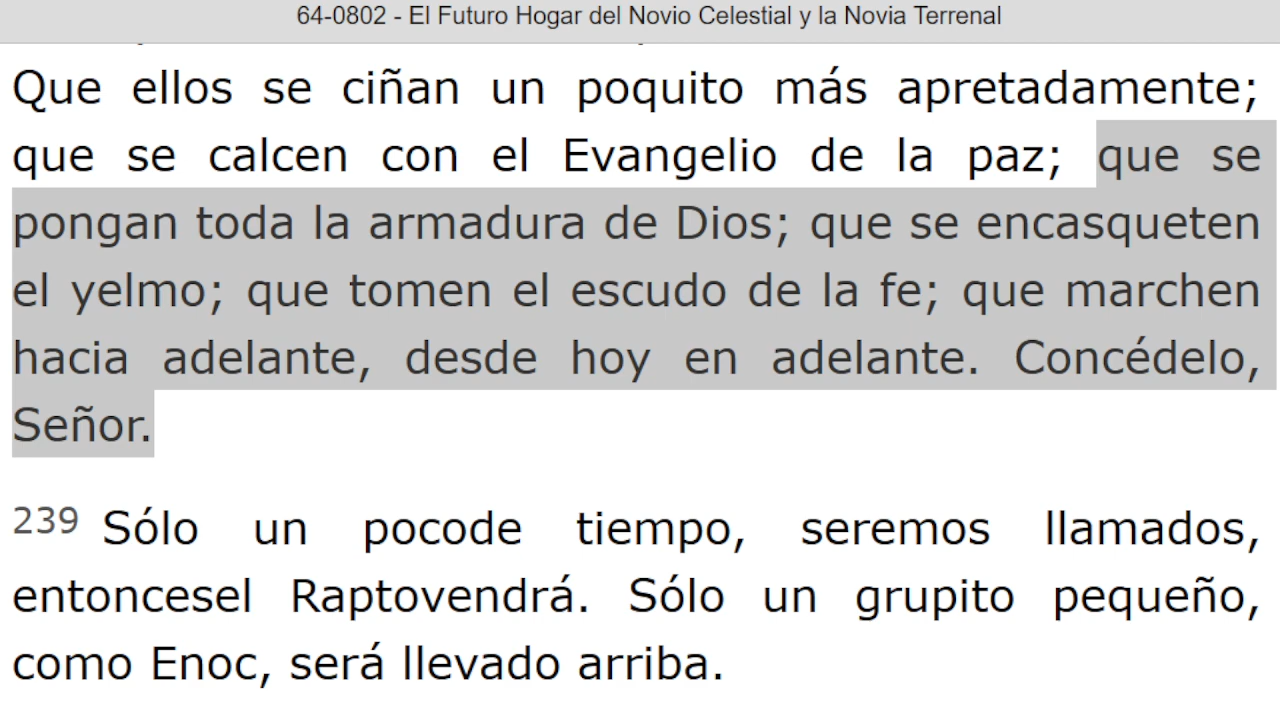 64-0802 - El Futuro Hogar del Novio Celestial y la Novia Terrenal
Que ellos se ciñan un poquito más apretadamente;
que se calcen con el Evangelio de la paz; que se
pongan toda la armadura de Dios; que se encasqueten
el yelmo; que tomen el escudo de la fe; que marchen
hacia adelante, desde hoy en adelante. Concédelo,
Señor.
239 Sólo un pocode tiempo, seremos llamados,
entoncesel Raptovendrá. Sólo un grupito pequeño,
como Enoc, será llevado arriba.